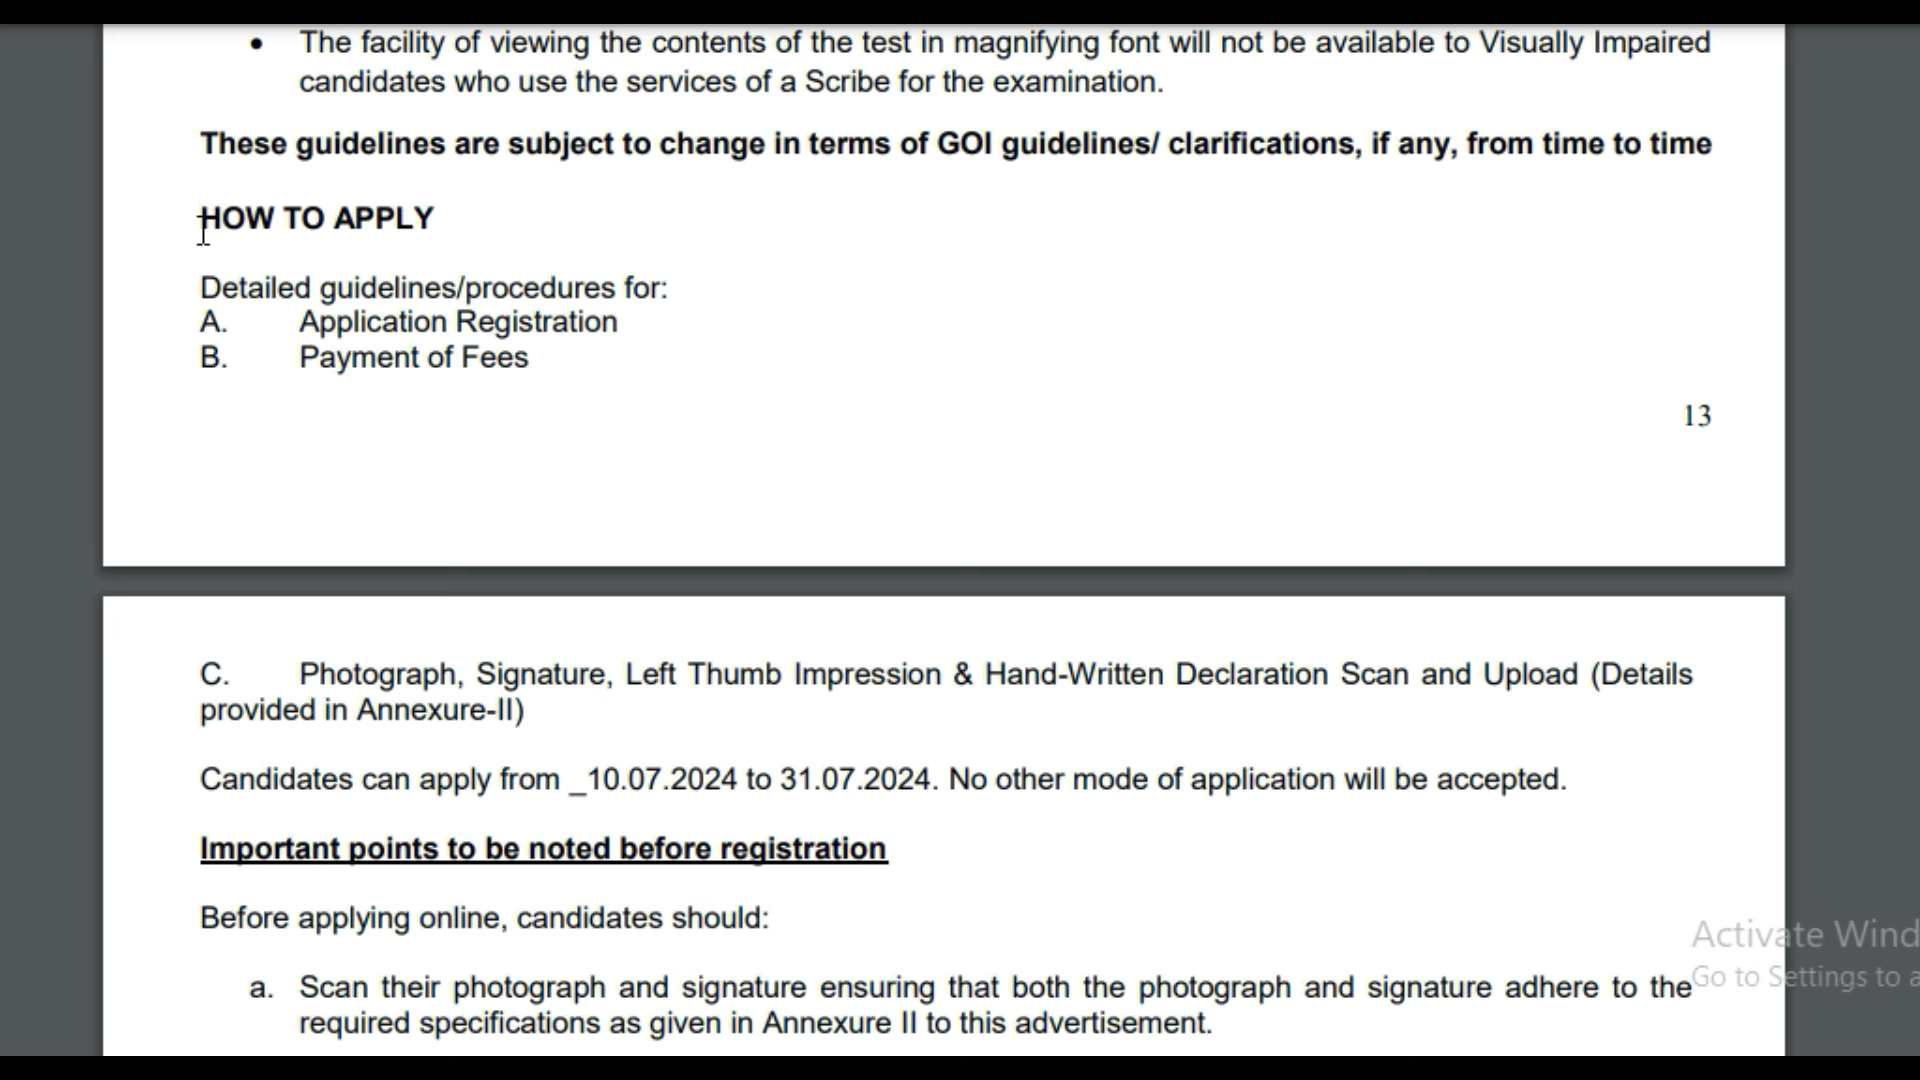 • The facility of viewing the contents of the test in magnifying font will not be available to Visually Impaired
candidates who use the services of a Scribe for the examination.
These guidelines are subject to change in terms of GOI guidelines/ clarifications, if any, from time to time
HOW TO APPLY
Detailed guidelines/procedures for:
A. Application Registration
B. Payment of Fees
13
C. Photograph, Signature, Left Thumb Impression & Hand-Written Declaration Scan and Upload (Details
provided in Annexure-II)
Candidates can apply from _10.07.2024 to 31.07.2024. No other mode of application will be accepted.
Important points to be noted before registration
Before applying online, candidates should:
a. Scan their photograph and signature ensuring that both the photograph and signature adhere to the
required specifications as given in Annexure II to this advertisement.
Activate Wind
Go to Settings to a